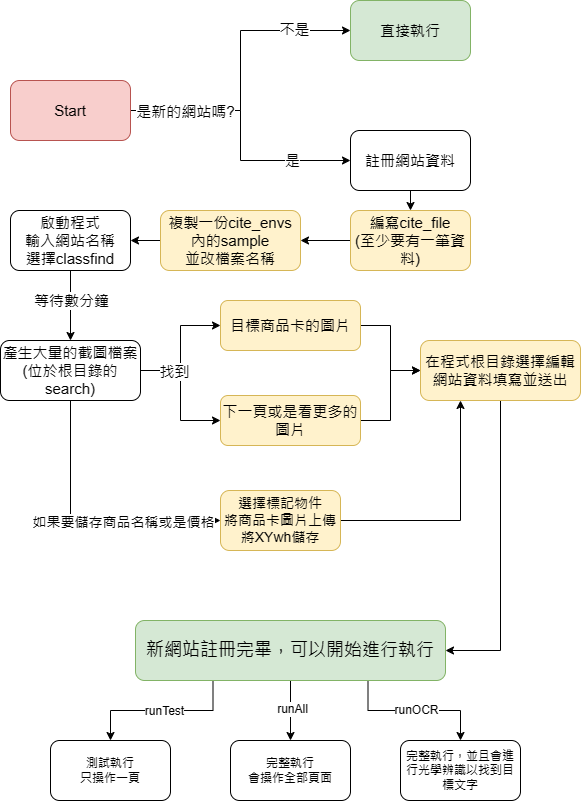 不是
直接執行
Start
是新的網站嗎?
是
註冊網站資料
啟動程式
輸入網站名稱
選擇classfind
複製一份cite_envs
內的sample
並改檔案名稱
編寫cite_file
(至少要有一筆資
料)
等待數分鐘
產生大量的截圖檔案
(位於根目錄的
search)
找到
目標商品卡的圖片
下一頁或是看更多的
圖片
在程式根目錄選擇編輯
網站資料填寫並送出
如果要儲存商品名稱或是價格
選擇標記物件
將商品卡圖片上傳
將XYwh儲存
新網站註冊完畢，可以開始進行執行
runTest
runAll
runOCR
測試執行
只操作一頁
完整執行
會操作全部頁面
完整執行，並且會進
行光學辨識以找到目
標文字